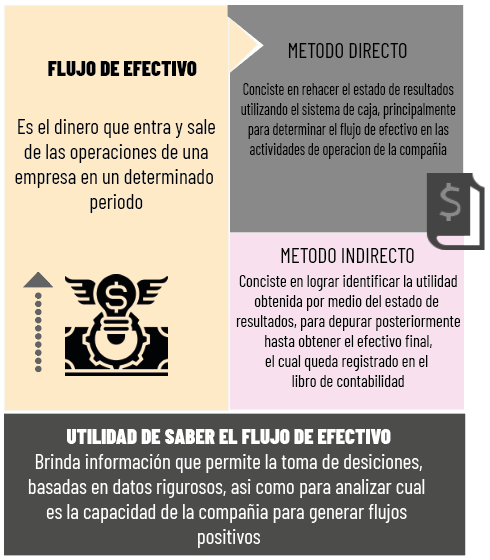 FLUJO DE EFECTIVO
Es el dinero que entra y sale
de las operaciones de una
empresa en un determinado
periodo
METODO DIRECTO
Conciste en rehacer el estado de resultados
utilizando el sistema de caja, principalmente
para determinar el flujo de efectivo en las
actividades de operacion de la compañia
METODO INDIRECTO
Conciste en lograr identificar la utilidad
obtenida por medio del estado de
resultados, para depurar posteriormente
hasta obtener el efectivo final,
el cual queda registrado en el
libro de contabilidad
UTILIDAD DE SABER EL FLUJO DE EFECTIVO
Brinda información que permite la toma de desiciones,
basadas en datos rigurosos, asi como para analizar cual
es la capacidad de la compañia para generar flujos
positivos